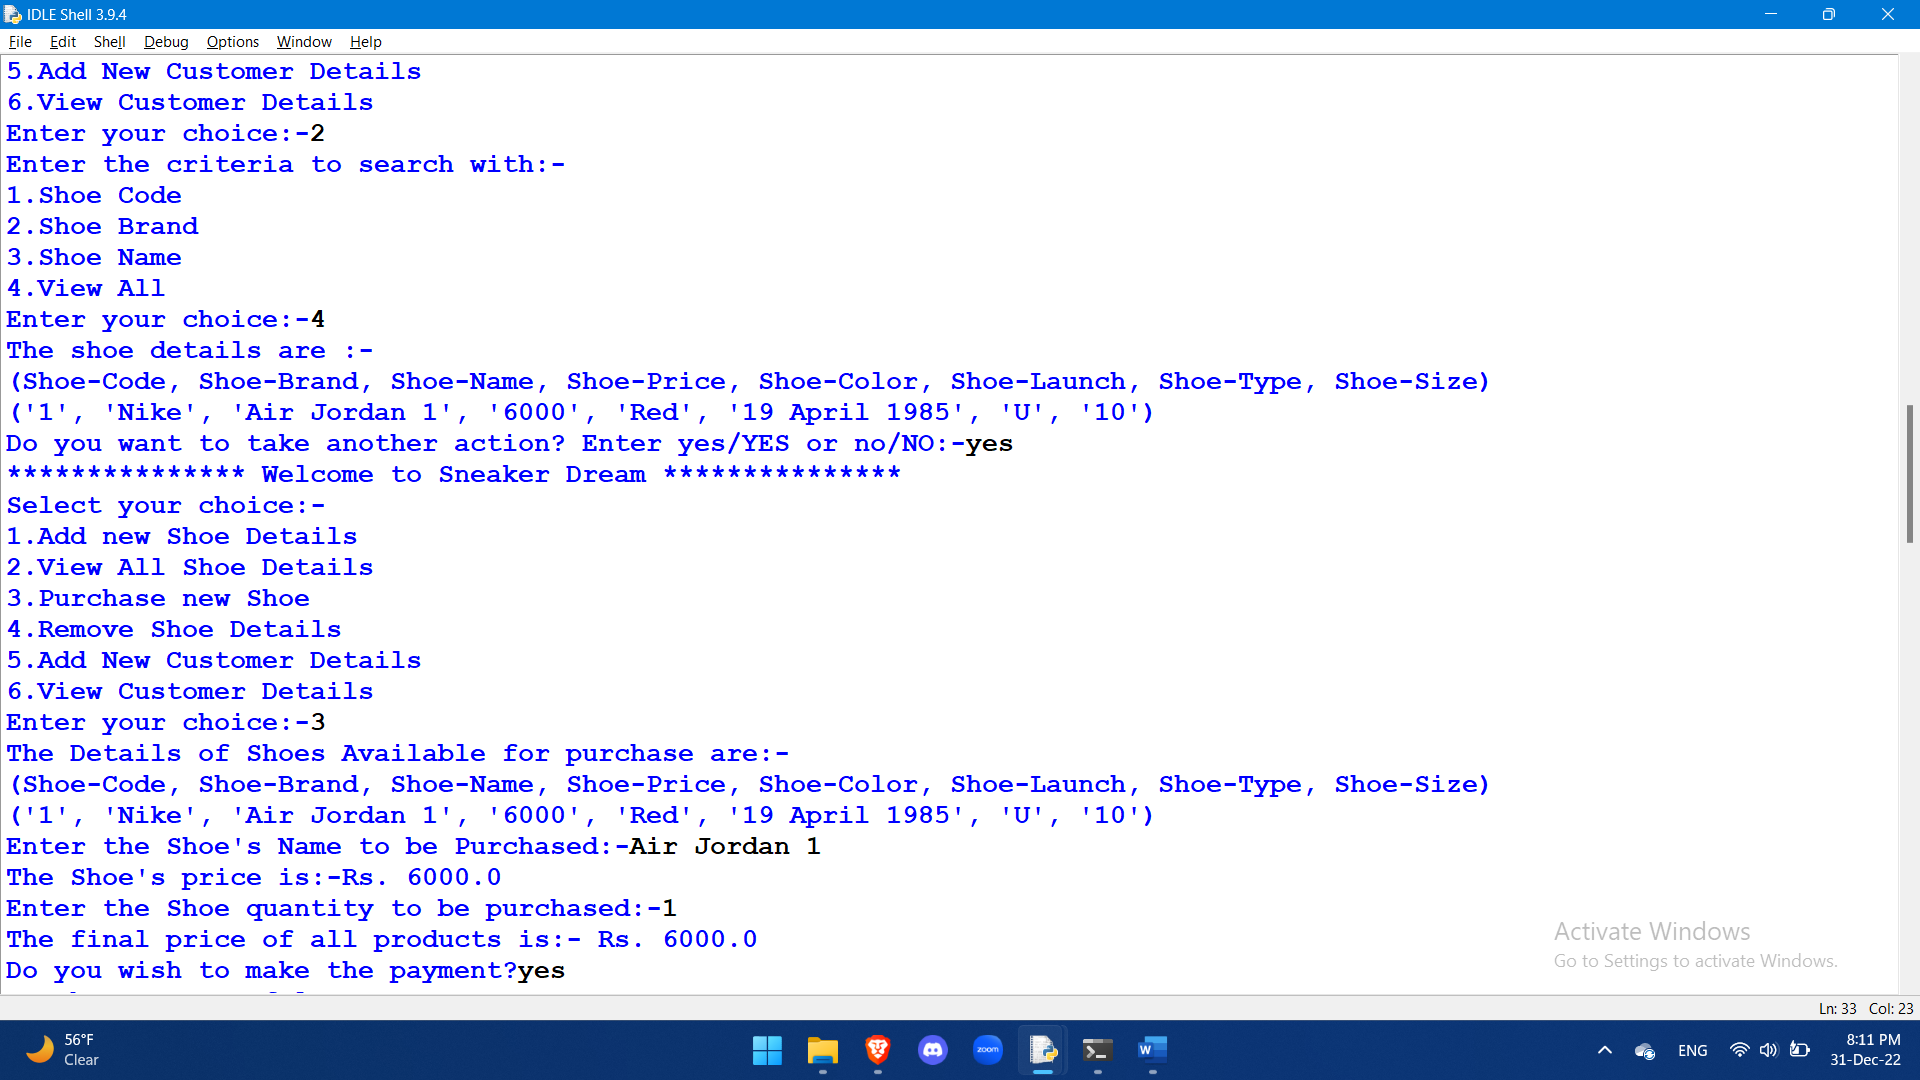 IDLE Shell 3.9.4
File Edit Shell Debug Options Window Help
5.Add New Customer Details
6.View Customer Details
Enter your choice:-2
Enter the criteria to search with:-
1.Shoe Code
2.Shoe Brand
3.Shoe Name
4.View All
Enter your choice:-4
The shoe details are :-
(Shoe-Code, Shoe-Brand, Shoe-Name, Shoe-Price, Shoe-Color, Shoe-Launch, Shoe-Type, Shoe-Size)
('1', 'Nike', 'Air Jordan 1', '6000', 'Red', '19 April 1985', 'U', '10')
Do you want to take another action? Enter yes/YES or no/NO:-yes
*************** Welcome to Sneaker Dream ***************
Select your choice:-
1.Add new Shoe Details
2.View All Shoe Details
3.Purchase new Shoe
4.Remove Shoe Details
5.Add New Customer Details
6.View Customer Details
Enter your choice:-3
The Details of Shoes Available for purchase are:-
(Shoe-Code, Shoe-Brand, Shoe-Name, Shoe-Price, Shoe-Color, Shoe-Launch, Shoe-Type, Shoe-Size)
('1', 'Nike', 'Air Jordan 1', '6000', 'Red', '19 April 1985', 'U', '10')
Enter the Shoe's Name to be Purchased:-Air Jordan 1
The Shoe's price is:-Rs. 6000.0
Enter the Shoe quantity to be purchased:-1
The final price of all products is:- Rs. 6000.0
Do you wish to make the payment?yes
Activate Windows
Go to Settings to activate Windows.
Ln: 33 Col: 23
56°F
Clear
zoom
W
ENG
8:11 PM
31-Dec-22